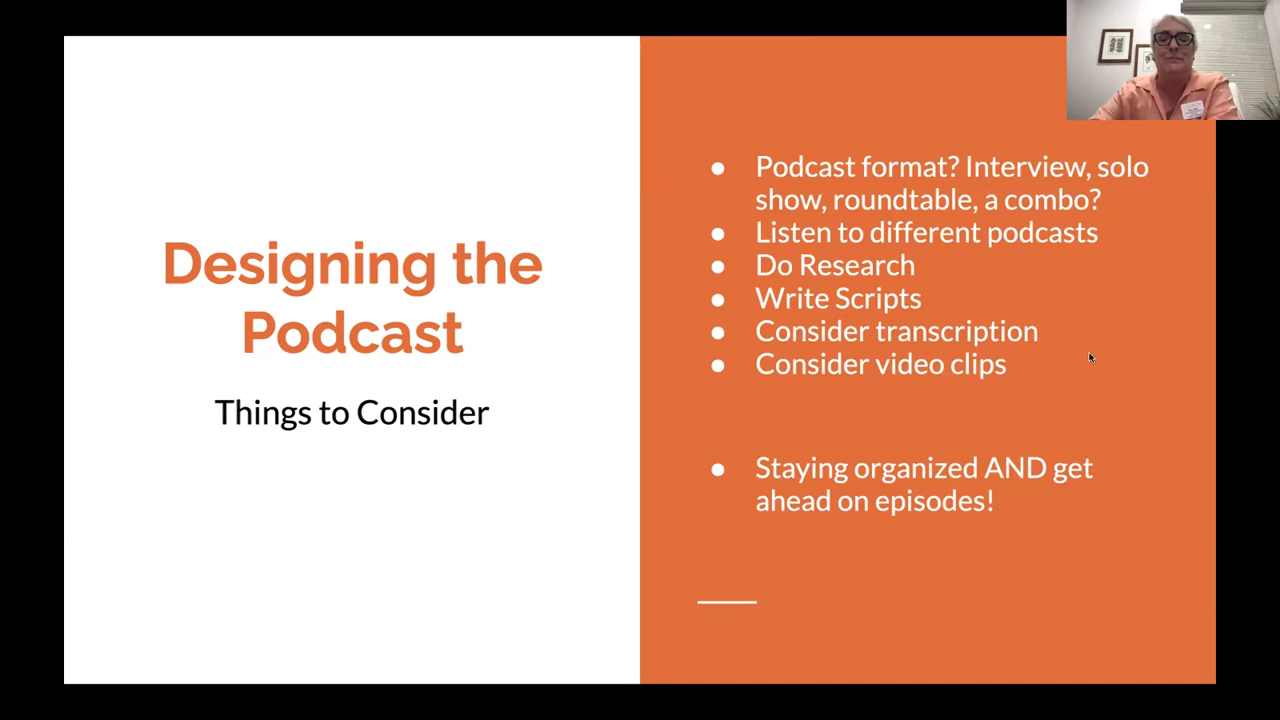 Designing the
Podcast
Things to Consider
● Podcast format? Interview, solo
show, roundtable, a combo?
● Listen to different podcasts
● Do Research
● Write Scripts
● Consider transcription
● Consider video clips
● Staying organized AND get
ahead on episodes!